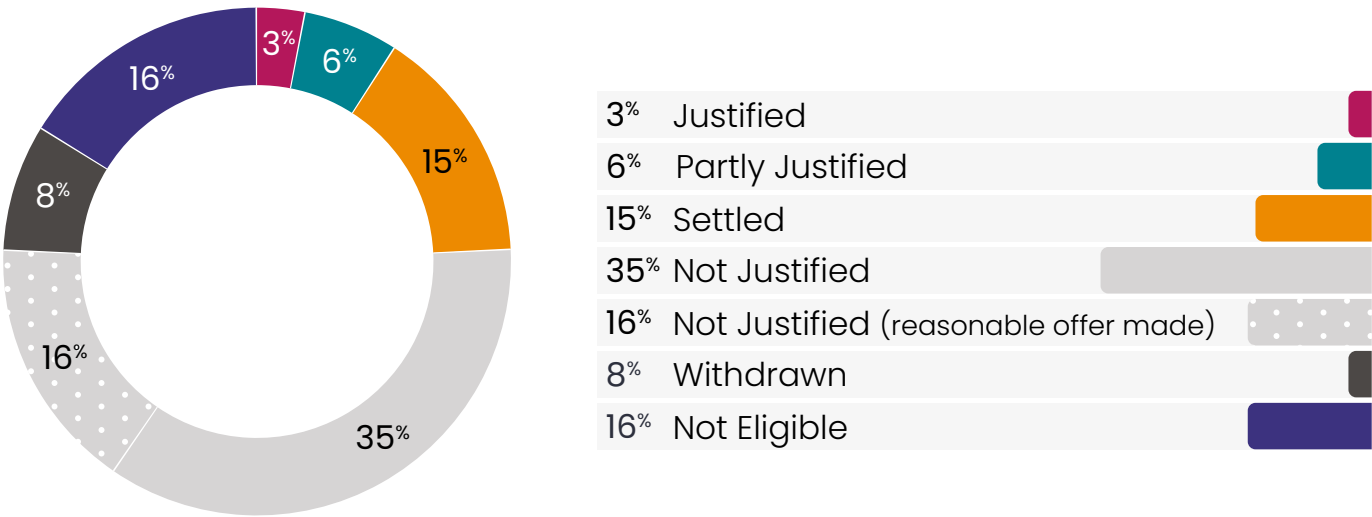 3%
6%
15%
35%
16%
8%
16%
3% Justified
6% Partly Justified
15% Settled
35% Not Justified
16% Not Justified (reasonable offer made)
8% Withdrawn
16% Not Eligible